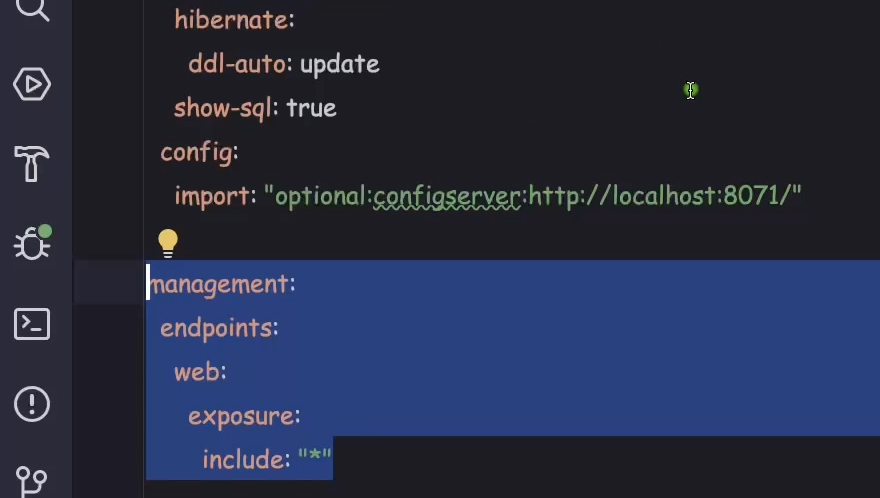 hibernate:
ddl-auto: update
show-sql: true
config:
import: "optional:configserver:http://localhost:8071/"
management:
endpoints:
web:
exposure:
include: "*"